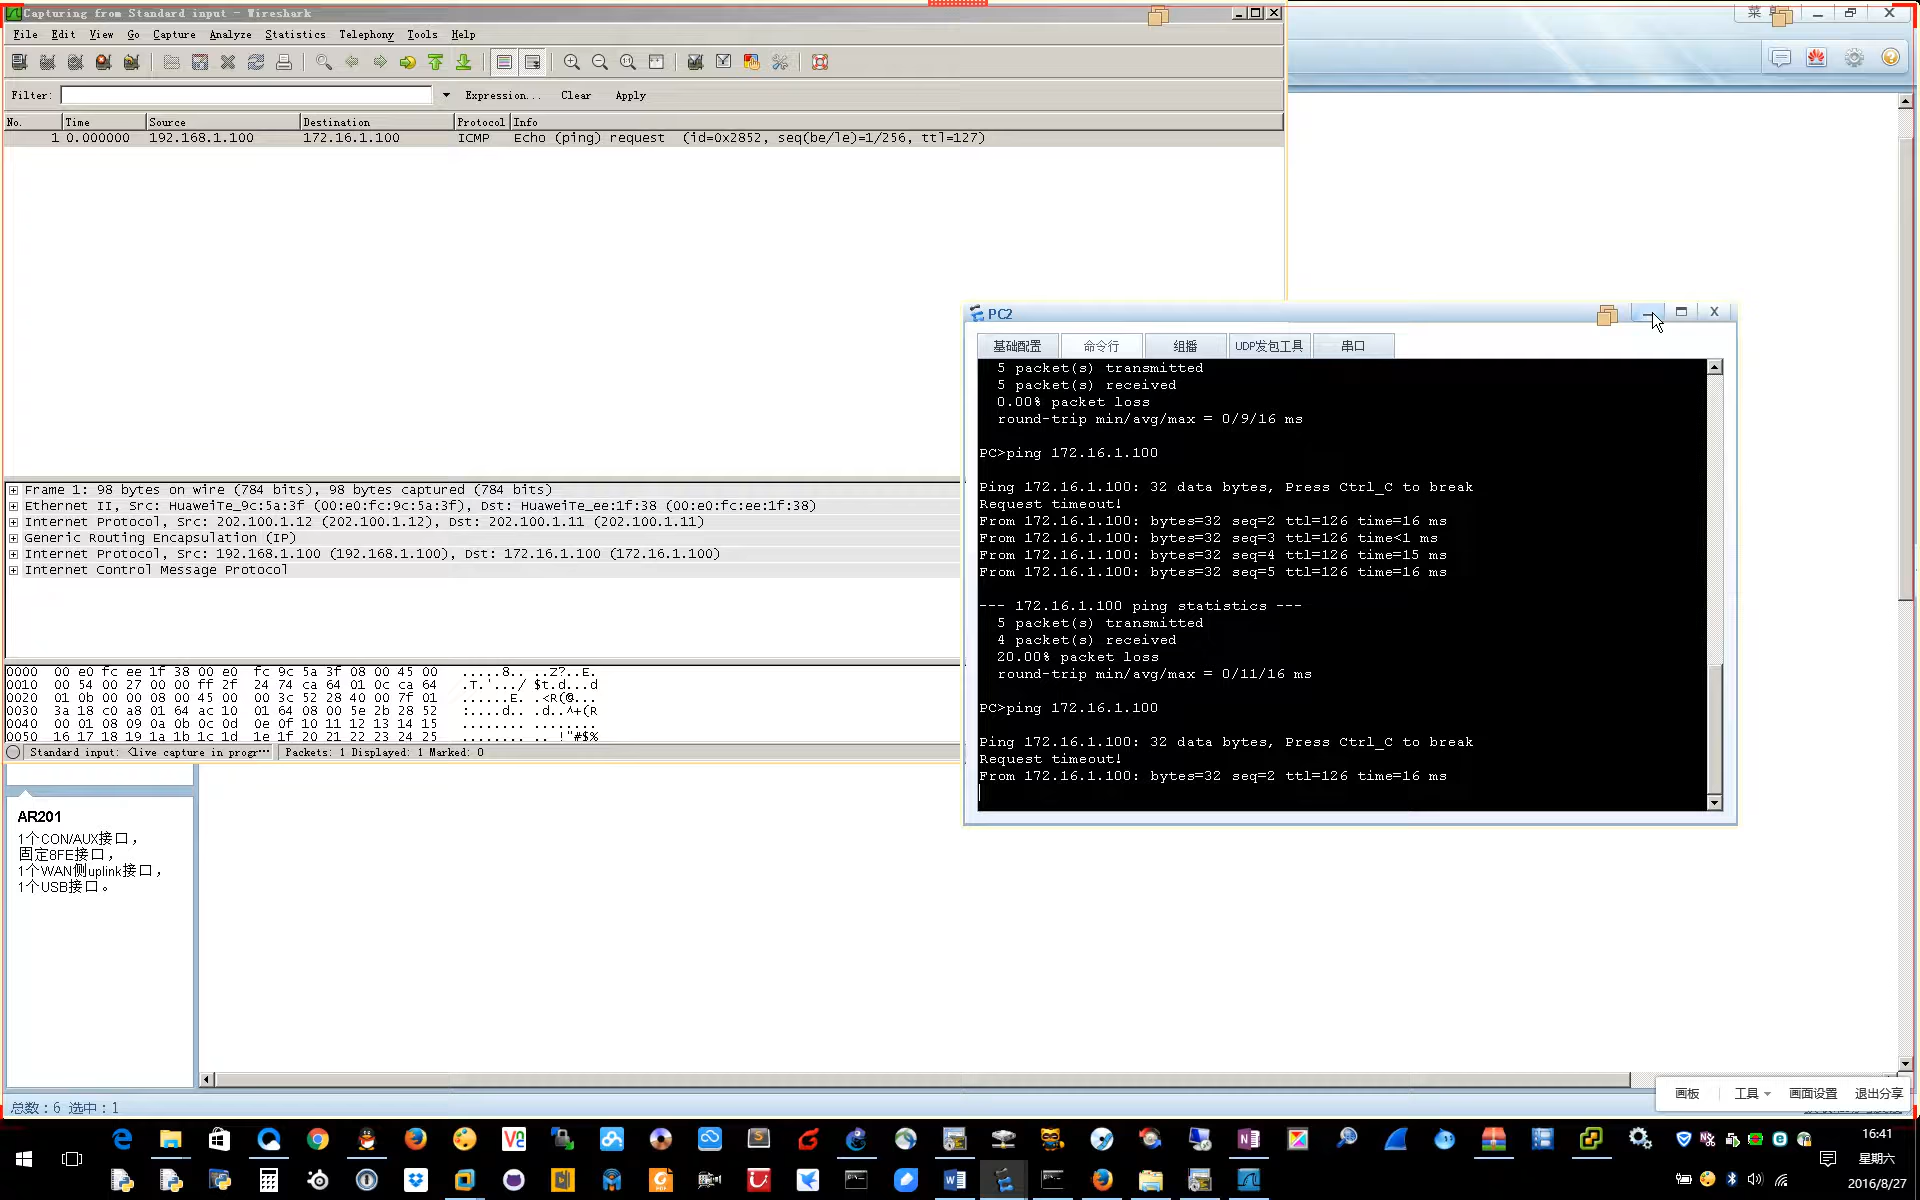 Capturing from Standard input - Wireshark
File Edit View Go Capture Analyze Statistics Telephony Tools Help
Filter: Expression... Clear Apply
No. Time Source Destination Protocol Info
1 0.000000 192.168.1.100 172.16.1.100 ICMP Echo (ping) request (id=0x2852, seq(be/le)=1/256, ttl=127)
Frame 1: 98 bytes on wire (784 bits), 98 bytes captured (784 bits)
Ethernet II, Src: HuaweiTe_9c:5a:3f (00:e0:fc:9c:5a:3f), Dst: HuaweiTe_ee:1f:38 (00:e0:fc:ee:1f:38)
Internet Protocol, Src: 202.100.1.12 (202.100.1.12), Dst: 202.100.1.11 (202.100.1.11)
Generic Routing Encapsulation (IP)
Internet Protocol, Src: 192.168.1.100 (192.168.1.100), Dst: 172.16.1.100 (172.16.1.100)
Internet Control Message Protocol
0000 00 e0 fc ee 1f 38 00 e0 fc 9c 5a 3f 08 00 45 00 .....8.. ..Z?..E.
0010 00 54 00 27 00 00 ff 2f 24 74 ca 64 01 0c ca 64 .T.'.../ $t.d...d
0020 01 0b 00 00 08 00 45 00 00 3c 52 28 40 00 7f 01 ......E. .<R(@...
0030 3a 18 c0 a8 01 64 ac 10 01 64 08 00 5e 2b 28 52 :....d.. .d..^+(R
0040 00 01 08 09 0a 0b 0c 0d 0e 0f 10 11 12 13 14 15 ........ ........
0050 16 17 18 19 1a 1b 1c 1d 1e 1f 20 21 22 23 24 25 ........ .. !"#$%
Standard input: <live capture in progr... Packets: 1 Displayed: 1 Marked: 0
PC2
基础配置 命令行 组播 UDP发包工具 串口
5 packet(s) transmitted
5 packet(s) received
0.00% packet loss
round-trip min/avg/max = 0/9/16 ms
PC>ping 172.16.1.100
Ping 172.16.1.100: 32 data bytes, Press Ctrl_C to break
Request timeout!
From 172.16.1.100: bytes=32 seq=2 ttl=126 time=16 ms
From 172.16.1.100: bytes=32 seq=3 ttl=126 time<1 ms
From 172.16.1.100: bytes=32 seq=4 ttl=126 time=15 ms
From 172.16.1.100: bytes=32 seq=5 ttl=126 time=16 ms
--- 172.16.1.100 ping statistics ---
5 packet(s) transmitted
4 packet(s) received
20.00% packet loss
round-trip min/avg/max = 0/11/16 ms
PC>ping 172.16.1.100
Ping 172.16.1.100: 32 data bytes, Press Ctrl_C to break
Request timeout!
From 172.16.1.100: bytes=32 seq=2 ttl=126 time=16 ms
AR201
1个CON/AUX接口，
固定8FE接口，
1个WAN侧uplink接口，
1个USB接口。
总数：6 选中：1
画板 工具 画面设置 退出分享
16:41
星期六
2016/8/27